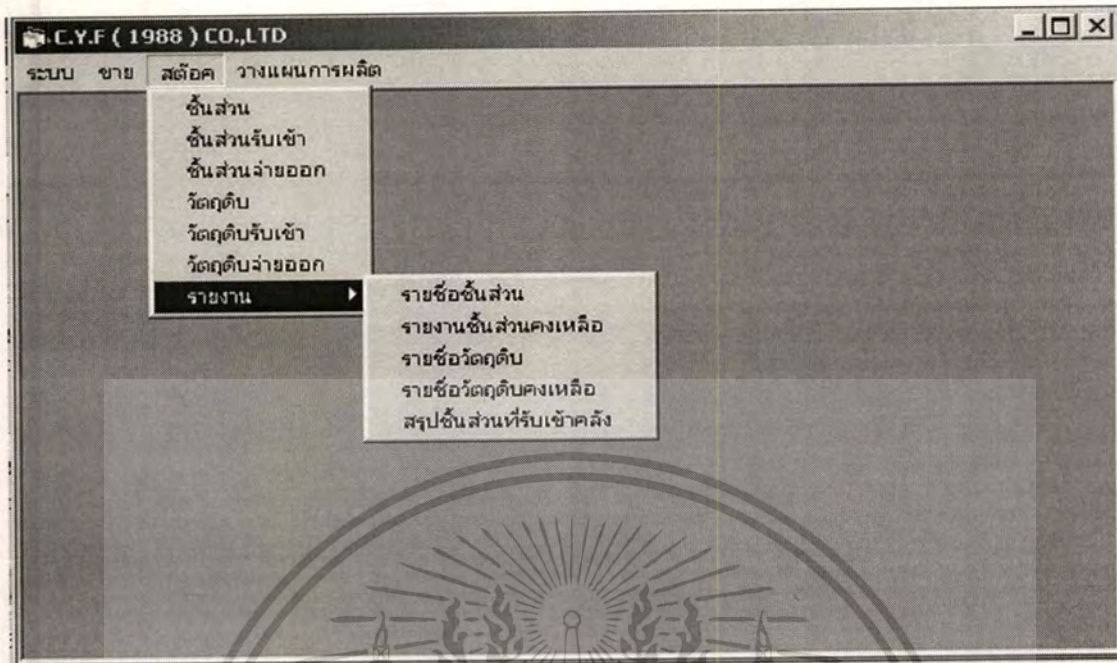 C.Y.F ( 1988 ) CO.,LTD
ระบบ ขาย สต๊อค วางแผนการผลิต
ชิ้นส่วน
ชิ้นส่วนรับเข้า
ชิ้นส่วนจ่ายออก
วัตถุดิบ
วัตถุดิบรับเข้า
วัตถุดิบจ่ายออก
รายงาน
รายชื่อชิ้นส่วน
รายงานชิ้นส่วนคงเหลือ
รายชื่อวัตถุดิบ
รายชื่อวัตถุดิบคงเหลือ
สรุปชิ้นส่วนที่รับเข้าคลัง